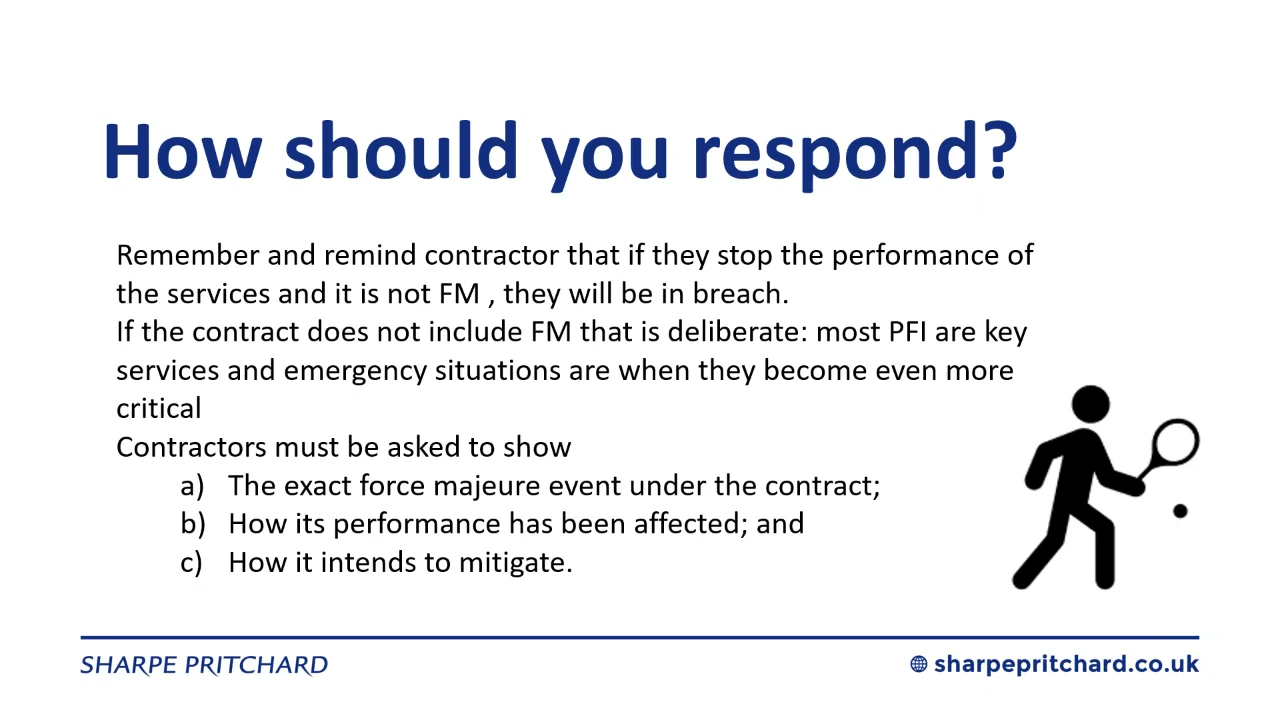 How should you respond?
Remember and remind contractor that if they stop the performance of
the services and it is not FM , they will be in breach.
If the contract does not include FM that is deliberate: most PFI are key
services and emergency situations are when they become even more
critical
Contractors must be asked to show
a) The exact force majeure event under the contract;
b) How its performance has been affected; and
c) How it intends to mitigate.
SHARPE PRITCHARD
sharpepritchard.co.uk